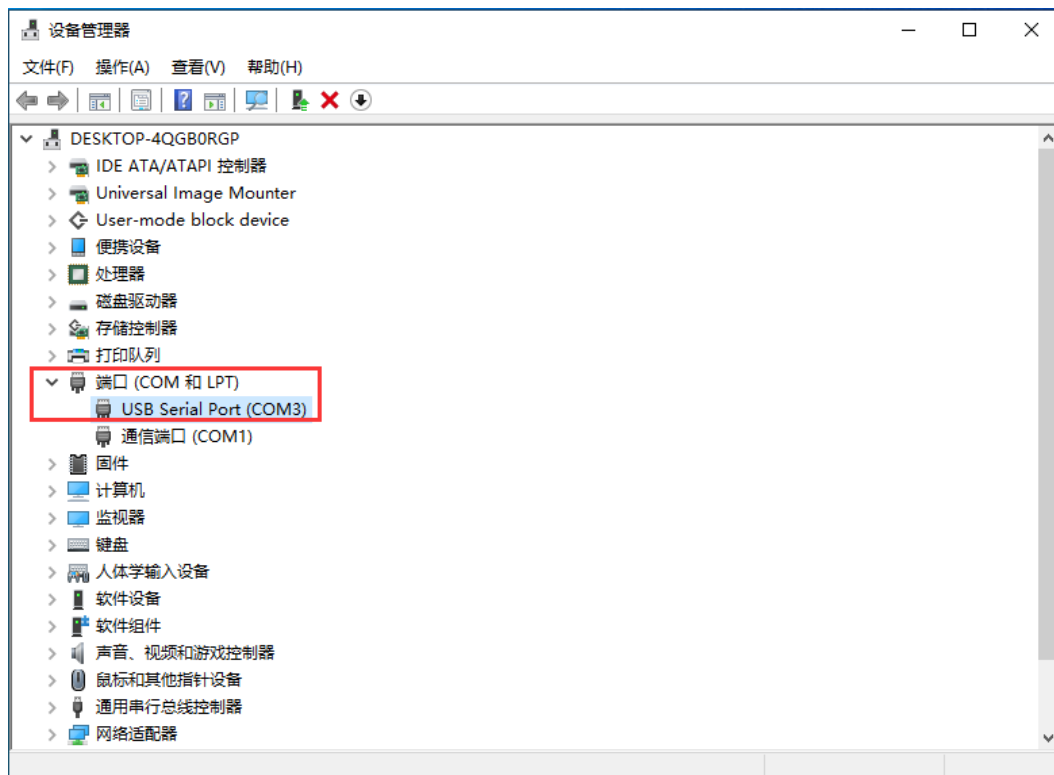 设备管理器
文件(F) 操作(A) 查看(V) 帮助(H)
DESKTOP-4QGB0RGP
IDE ATA/ATAPI 控制器
Universal Image Mounter
User-mode block device
便携设备
处理器
磁盘驱动器
存储控制器
打印队列
端口 (COM 和 LPT)
USB Serial Port (COM3)
通信端口 (COM1)
固件
计算机
监视器
键盘
人体学输入设备
软件设备
软件组件
声音、视频和游戏控制器
鼠标和其他指针设备
通用串行总线控制器
网络适配器